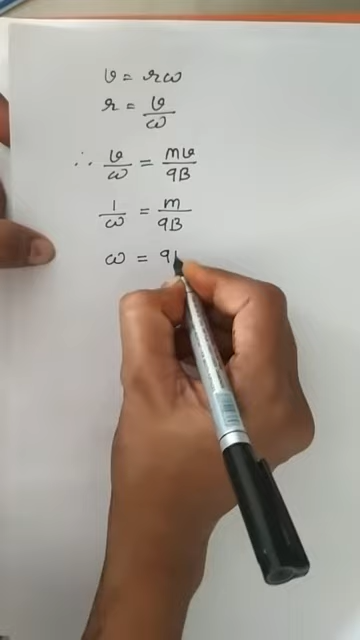 v = rω
r = v/ω
∴ v/ω = mv/qB
1/ω = m/qB
ω = q